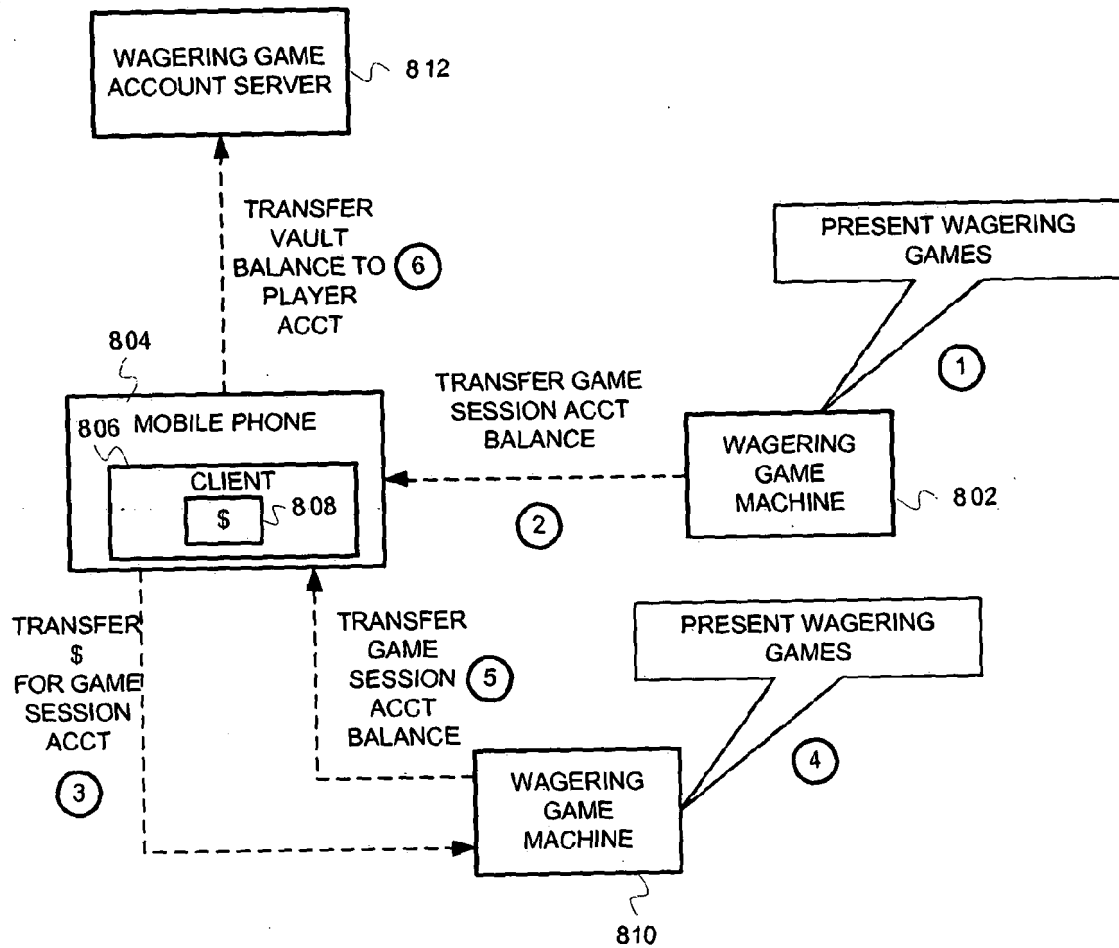 WAGERING GAME
ACCOUNT SERVER
812
TRANSFER
VAULT
BALANCE TO
PLAYER
ACCT
6
PRESENT WAGERING
GAMES
1
804
MOBILE PHONE
806
CLIENT
$
808
TRANSFER GAME
SESSION ACCT
BALANCE
2
WAGERING
GAME
MACHINE
802
TRANSFER
$
FOR GAME
SESSION
ACCT
3
TRANSFER
GAME
SESSION
ACCT
BALANCE
5
PRESENT WAGERING
GAMES
4
WAGERING
GAME
MACHINE
810